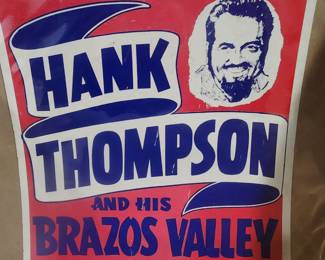 HANK
THOMPSON
AND HIS
BRAZOS VALLEY